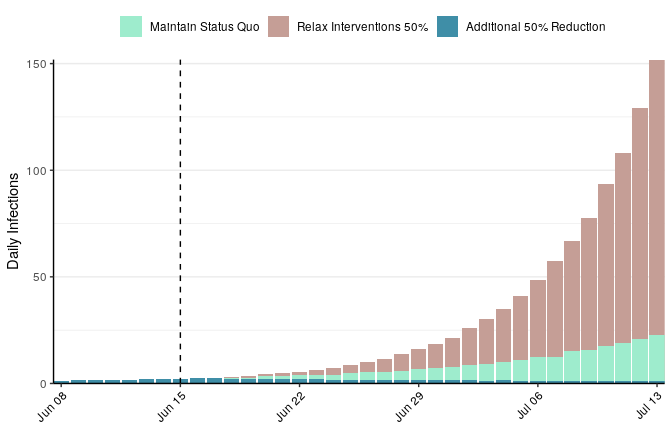 Maintain Status Quo Relax Interventions 50% Additional 50% Reduction
150
100
50
0
Daily Infections
Jun 08 Jun 15 Jun 22 Jun 29 Jul 06 Jul 13